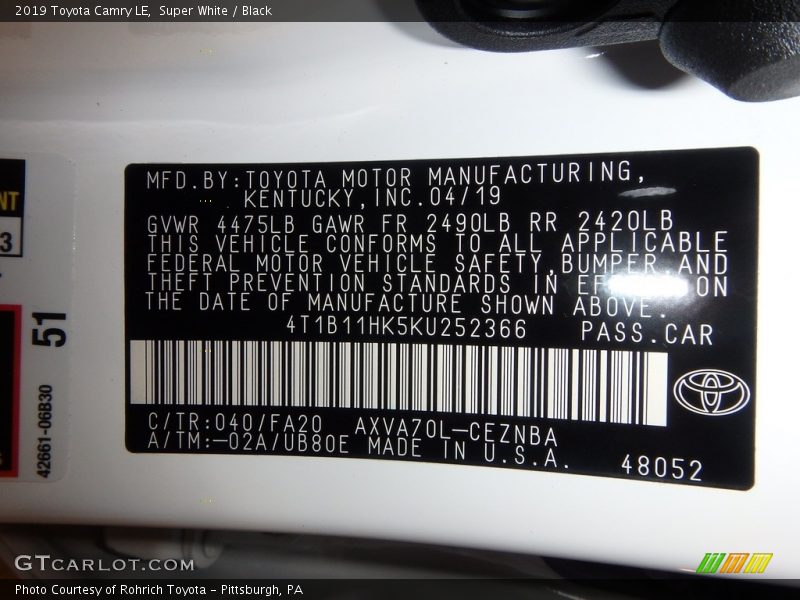 2019 Toyota Camry LE, Super White / Black
MFD.BY:TOYOTA MOTOR MANUFACTURING,
KENTUCKY,INC.04/19
GVWR 4475LB GAWR FR 2490LB RR 2420LB
THIS VEHICLE CONFORMS TO ALL APPLICABLE
FEDERAL MOTOR VEHICLE SAFETY,BUMPER AND
THEFT PREVENTION STANDARDS IN ON
THE DATE OF MANUFACTURE SHOWN ABOVE.
4T1B11HK5KU252366 PASS.CAR
C/TR:040/FA20 AXVA70L-CEZNBA
A/TM:-02A/UB80E MADE IN U.S.A.
48052
NT
3
51
42661-06B30
GTCARLOT.COM
Photo Courtesy of Rohrich Toyota - Pittsburgh, PA